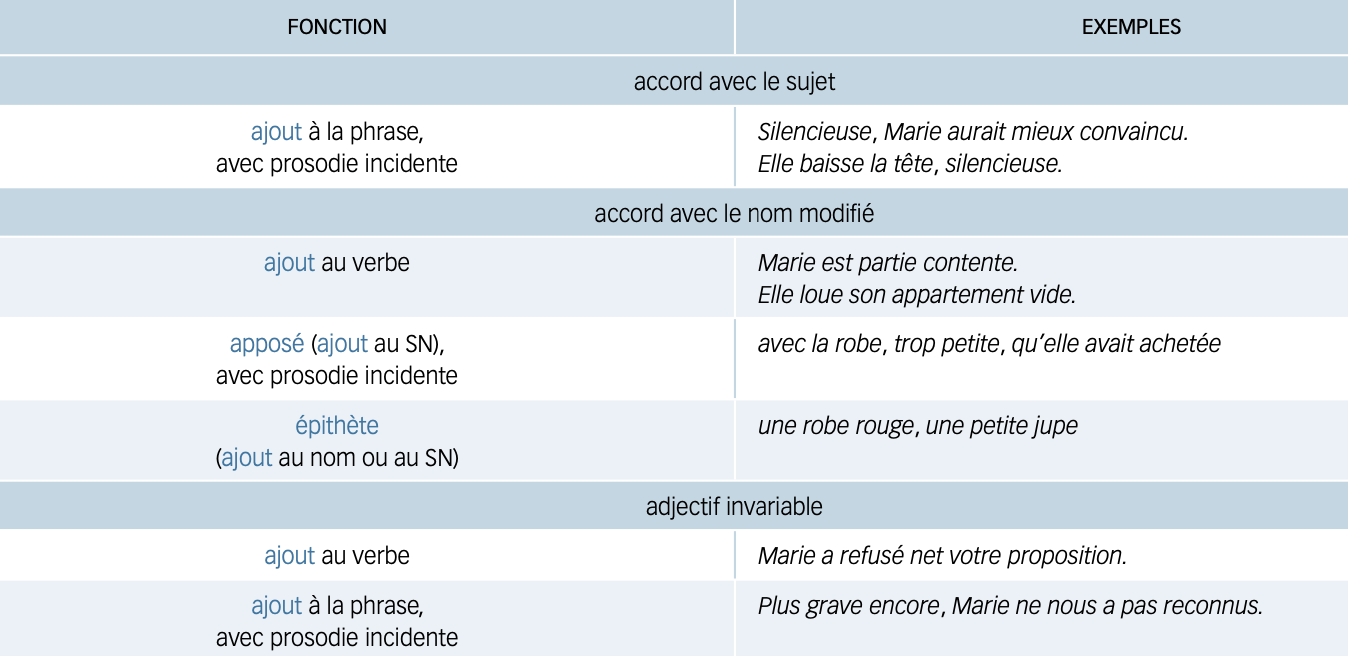 FONCTION EXEMPLES
accord avec le sujet
ajout à la phrase, Silencieuse, Marie aurait mieux convaincu.
avec prosodie incidente Elle baisse la tête, silencieuse.
accord avec le nom modifié
ajout au verbe Marie est partie contente.
Elle loue son appartement vide.
apposé (ajout au SN), avec la robe, trop petite, qu’elle avait achetée
avec prosodie incidente
épithète une robe rouge, une petite jupe
(ajout au nom ou au SN)
adjectif invariable
ajout au verbe Marie a refusé net votre proposition.
ajout à la phrase, Plus grave encore, Marie ne nous a pas reconnus.
avec prosodie incidente